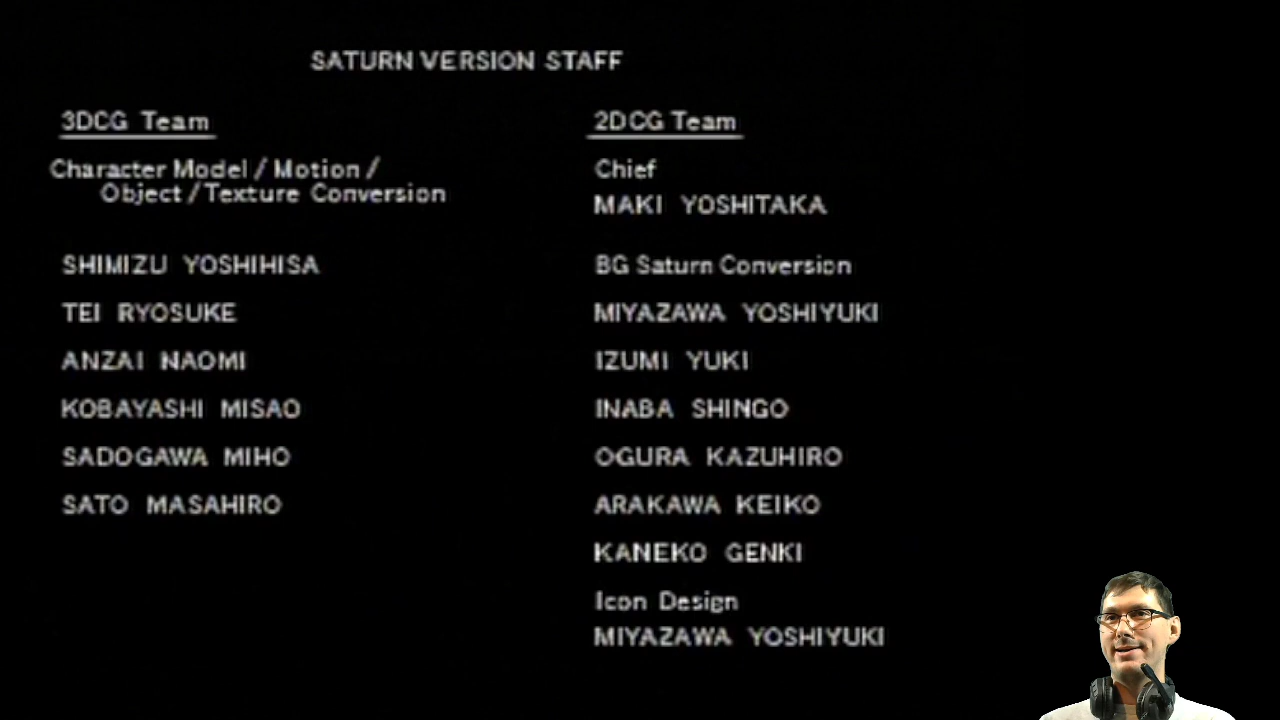 SATURN VERSION STAFF
3DCG Team
Character Model / Motion /
Object / Texture Conversion
SHIMIZU YOSHIHISA
TEI RYOSUKE
ANZAI NAOMI
KOBAYASHI MISAO
SADOGAWA MIHO
SATO MASAHIRO
2DCG Team
Chief
MAKI YOSHITAKA
BG Saturn Conversion
MIYAZAWA YOSHIYUKI
IZUMI YUKI
INABA SHINGO
OGURA KAZUHIRO
ARAKAWA KEIKO
KANEKO GENKI
Icon Design
MIYAZAWA YOSHIYUKI